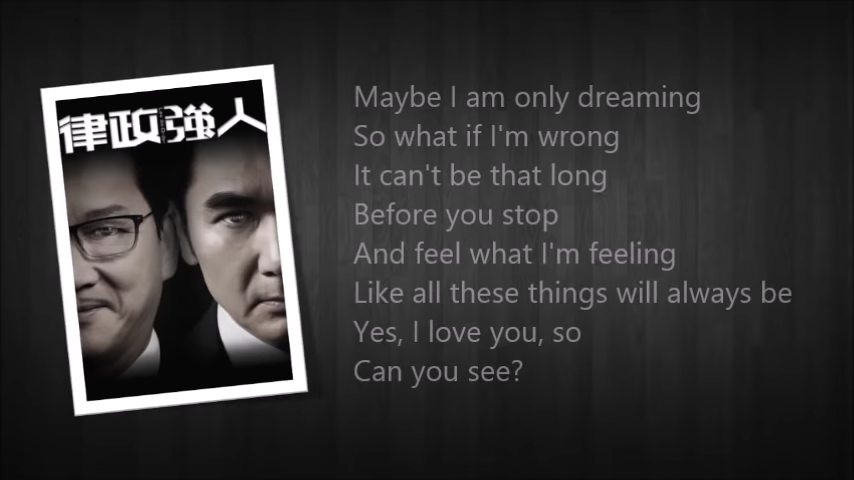 律政強人
Maybe I am only dreaming
So what if I'm wrong
It can't be that long
Before you stop
And feel what I'm feeling
Like all these things will always be
Yes, I love you, so
Can you see?